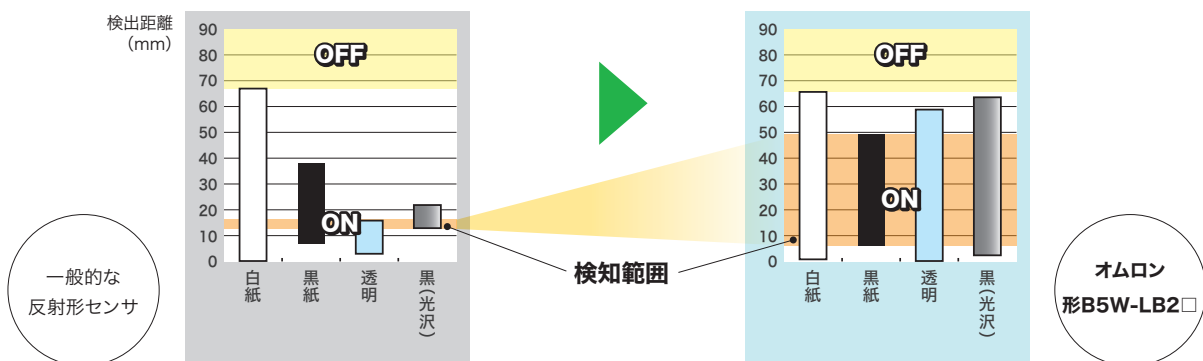 検出距離
（mm）
90
80
70
60
50
40
30
20
10
0
OFF
ON
白紙
黒紙
透明
黒（光沢）
一般的な
反射形センサ
検知範囲
90
80
70
60
50
40
30
20
10
0
OFF
ON
白紙
黒紙
透明
黒（光沢）
オムロン
形B5W-LB2□